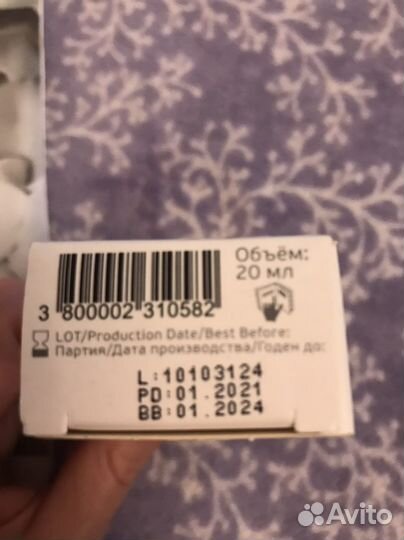 Объём:
20 мл
3 800002 310582
LOT/Production Date/Best Before:
Партия/Дата производства/Годен до:
L:10103124
PD:01.2021
BB:01.2024
Avito